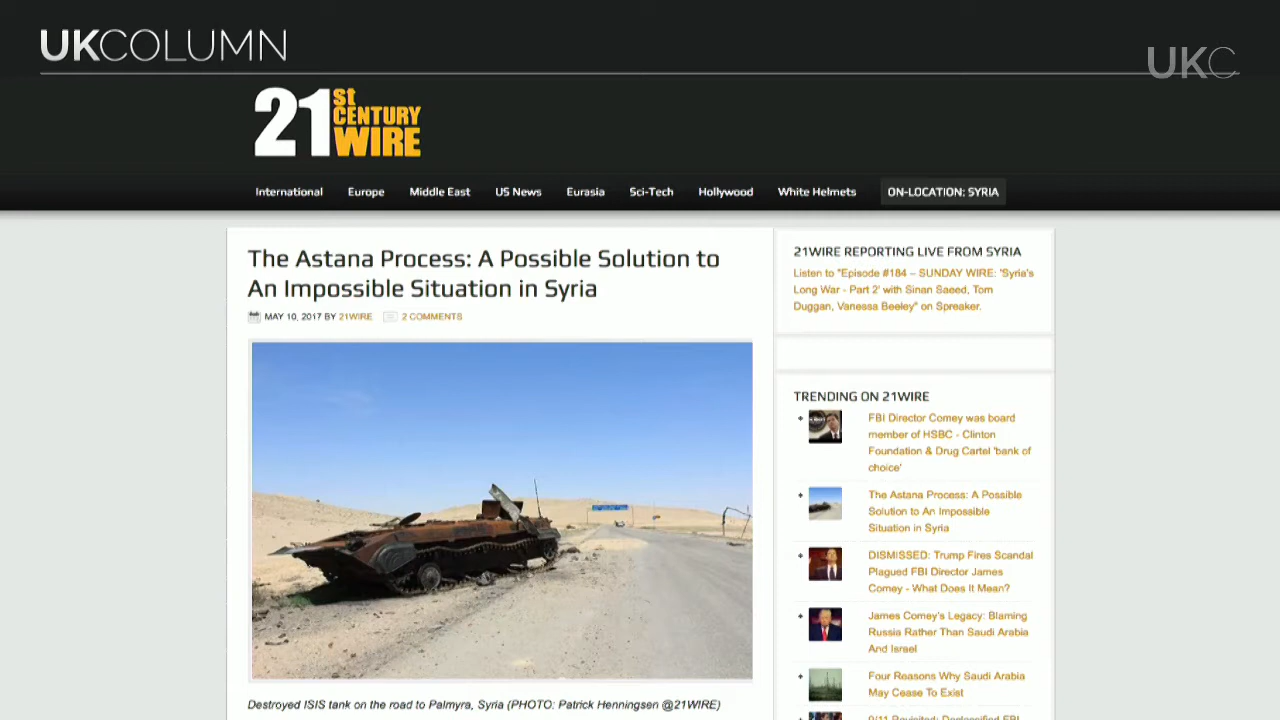 UKCOLUMN
UKC
21st CENTURY WIRE
International Europe Middle East US News Eurasia Sci-Tech Hollywood White Helmets ON-LOCATION: SYRIA
The Astana Process: A Possible Solution to
An Impossible Situation in Syria
MAY 10, 2017 BY 21WIRE 2 COMMENTS
Destroyed ISIS tank on the road to Palmyra, Syria (PHOTO: Patrick Henningsen @21WIRE)
21WIRE REPORTING LIVE FROM SYRIA
Listen to "Episode #184 – SUNDAY WIRE: 'Syria's
Long War - Part 2' with Sinan Saeed, Tom
Duggan, Vanessa Beeley" on Spreaker.
TRENDING ON 21WIRE
FBI Director Comey was board
member of HSBC - Clinton
Foundation & Drug Cartel 'bank of
choice'
The Astana Process: A Possible
Solution to An Impossible
Situation in Syria
DISMISSED: Trump Fires Scandal
Plagued FBI Director James
Comey - What Does It Mean?
James Comey's Legacy: Blaming
Russia Rather Than Saudi Arabia
And Israel
Four Reasons Why Saudi Arabia
May Cease To Exist
9/11 Revisited: Declassified FBI